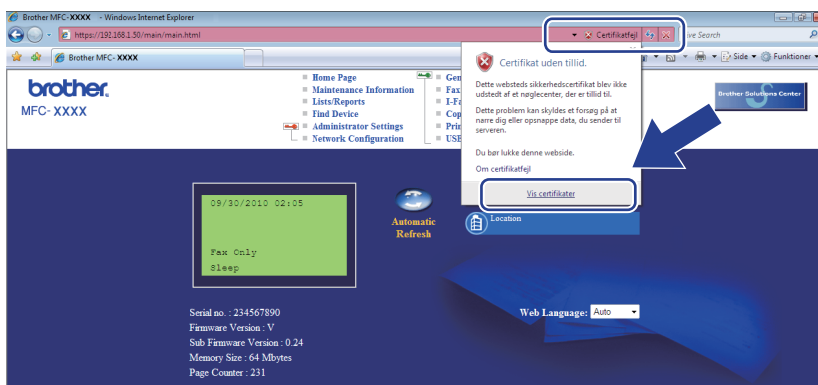 Brother MFC-XXXX - Windows Internet Explorer
https://192.168.1.50/main/main.html
Certifikatfejl
ve Search
Brother MFC- XXXX
Side
Funktioner
brother.
MFC- XXXX
Home Page
Maintenance Information
Lists/Reports
Find Device
Administrator Settings
Network Configuration
Gen
Fax
I-Fa
Cop
Prin
USB
Certifikat uden tillid.
Dette websteds sikkerhedscertifikat blev ikke
udstedt af et nøglecenter, der er tillid til.
Dette problem kan skyldes et forsøg på at
narre dig eller opsnappe data, du sender til
serveren.
Du bør lukke denne webside.
Om certifikatfejl
Vis certifikater
Brother Solutions Center
09/30/2010 02:05
Fax Only
Sleep
Automatic
Refresh
Location
Serial no. : 234567890
Firmware Version : V
Sub Firmware Version : 0.24
Memory Size : 64 Mbytes
Page Counter : 231
Web Language: Auto